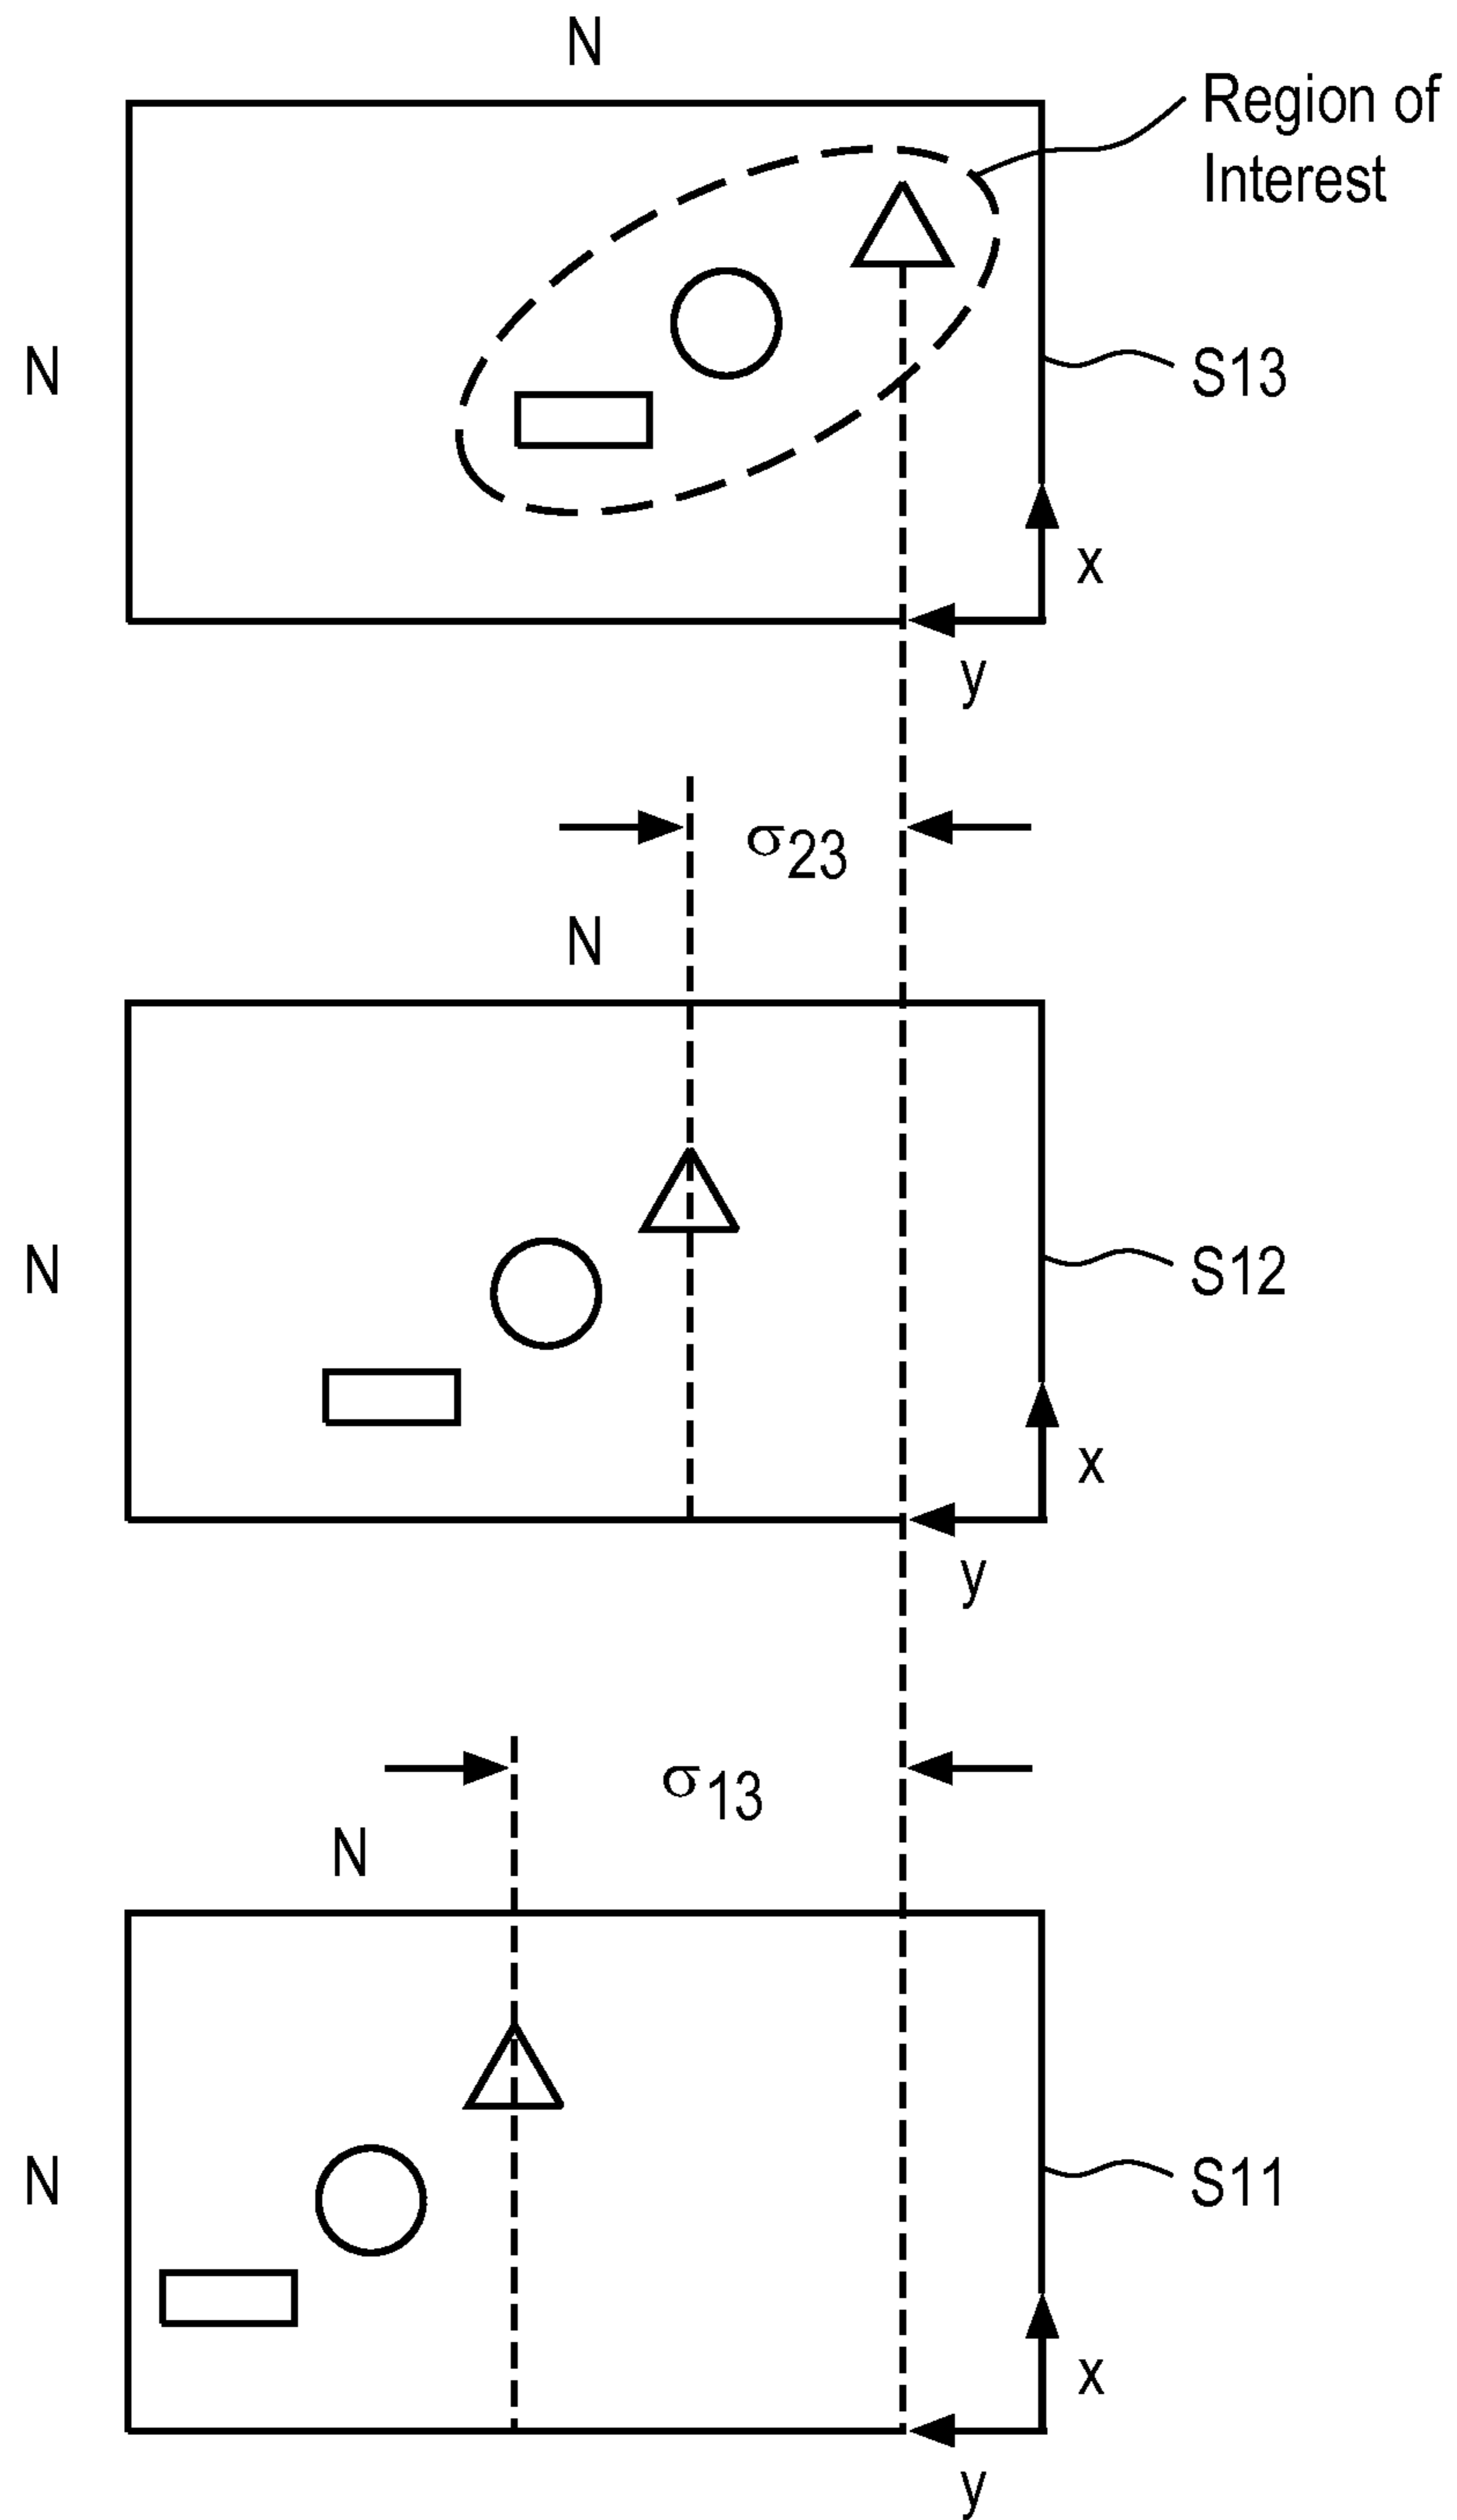 N
Region of
Interest
N
S13
x
y
σ23
N
N
S12
x
y
σ13
N
N
S11
x
y